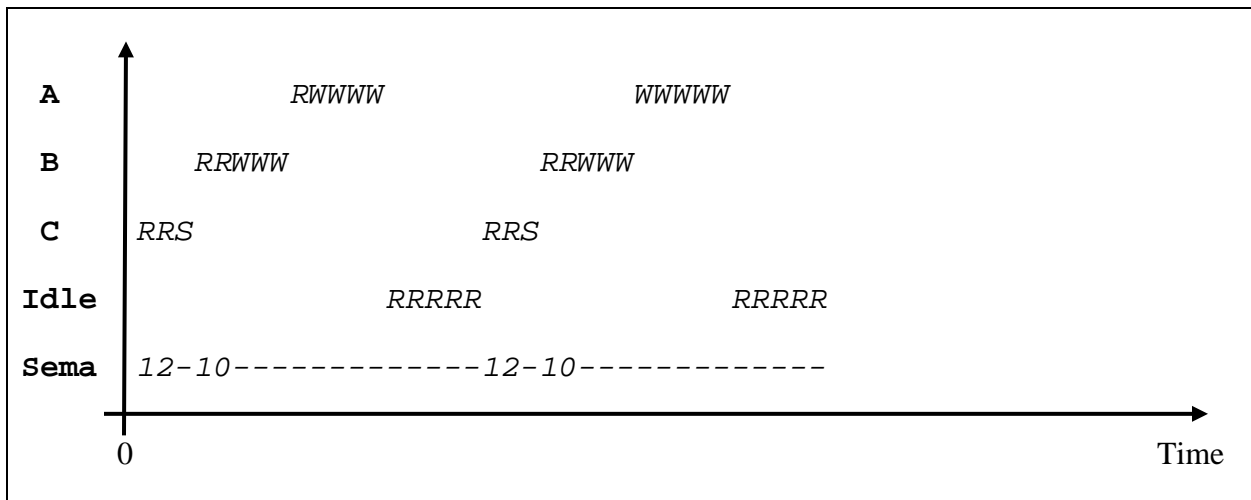 A RWWWW WWWWW
B RRWWW RRWWW
C RRS RRS
Idle RRRRR RRRRR
Sema 12-10-------------12-10-------------
0 Time